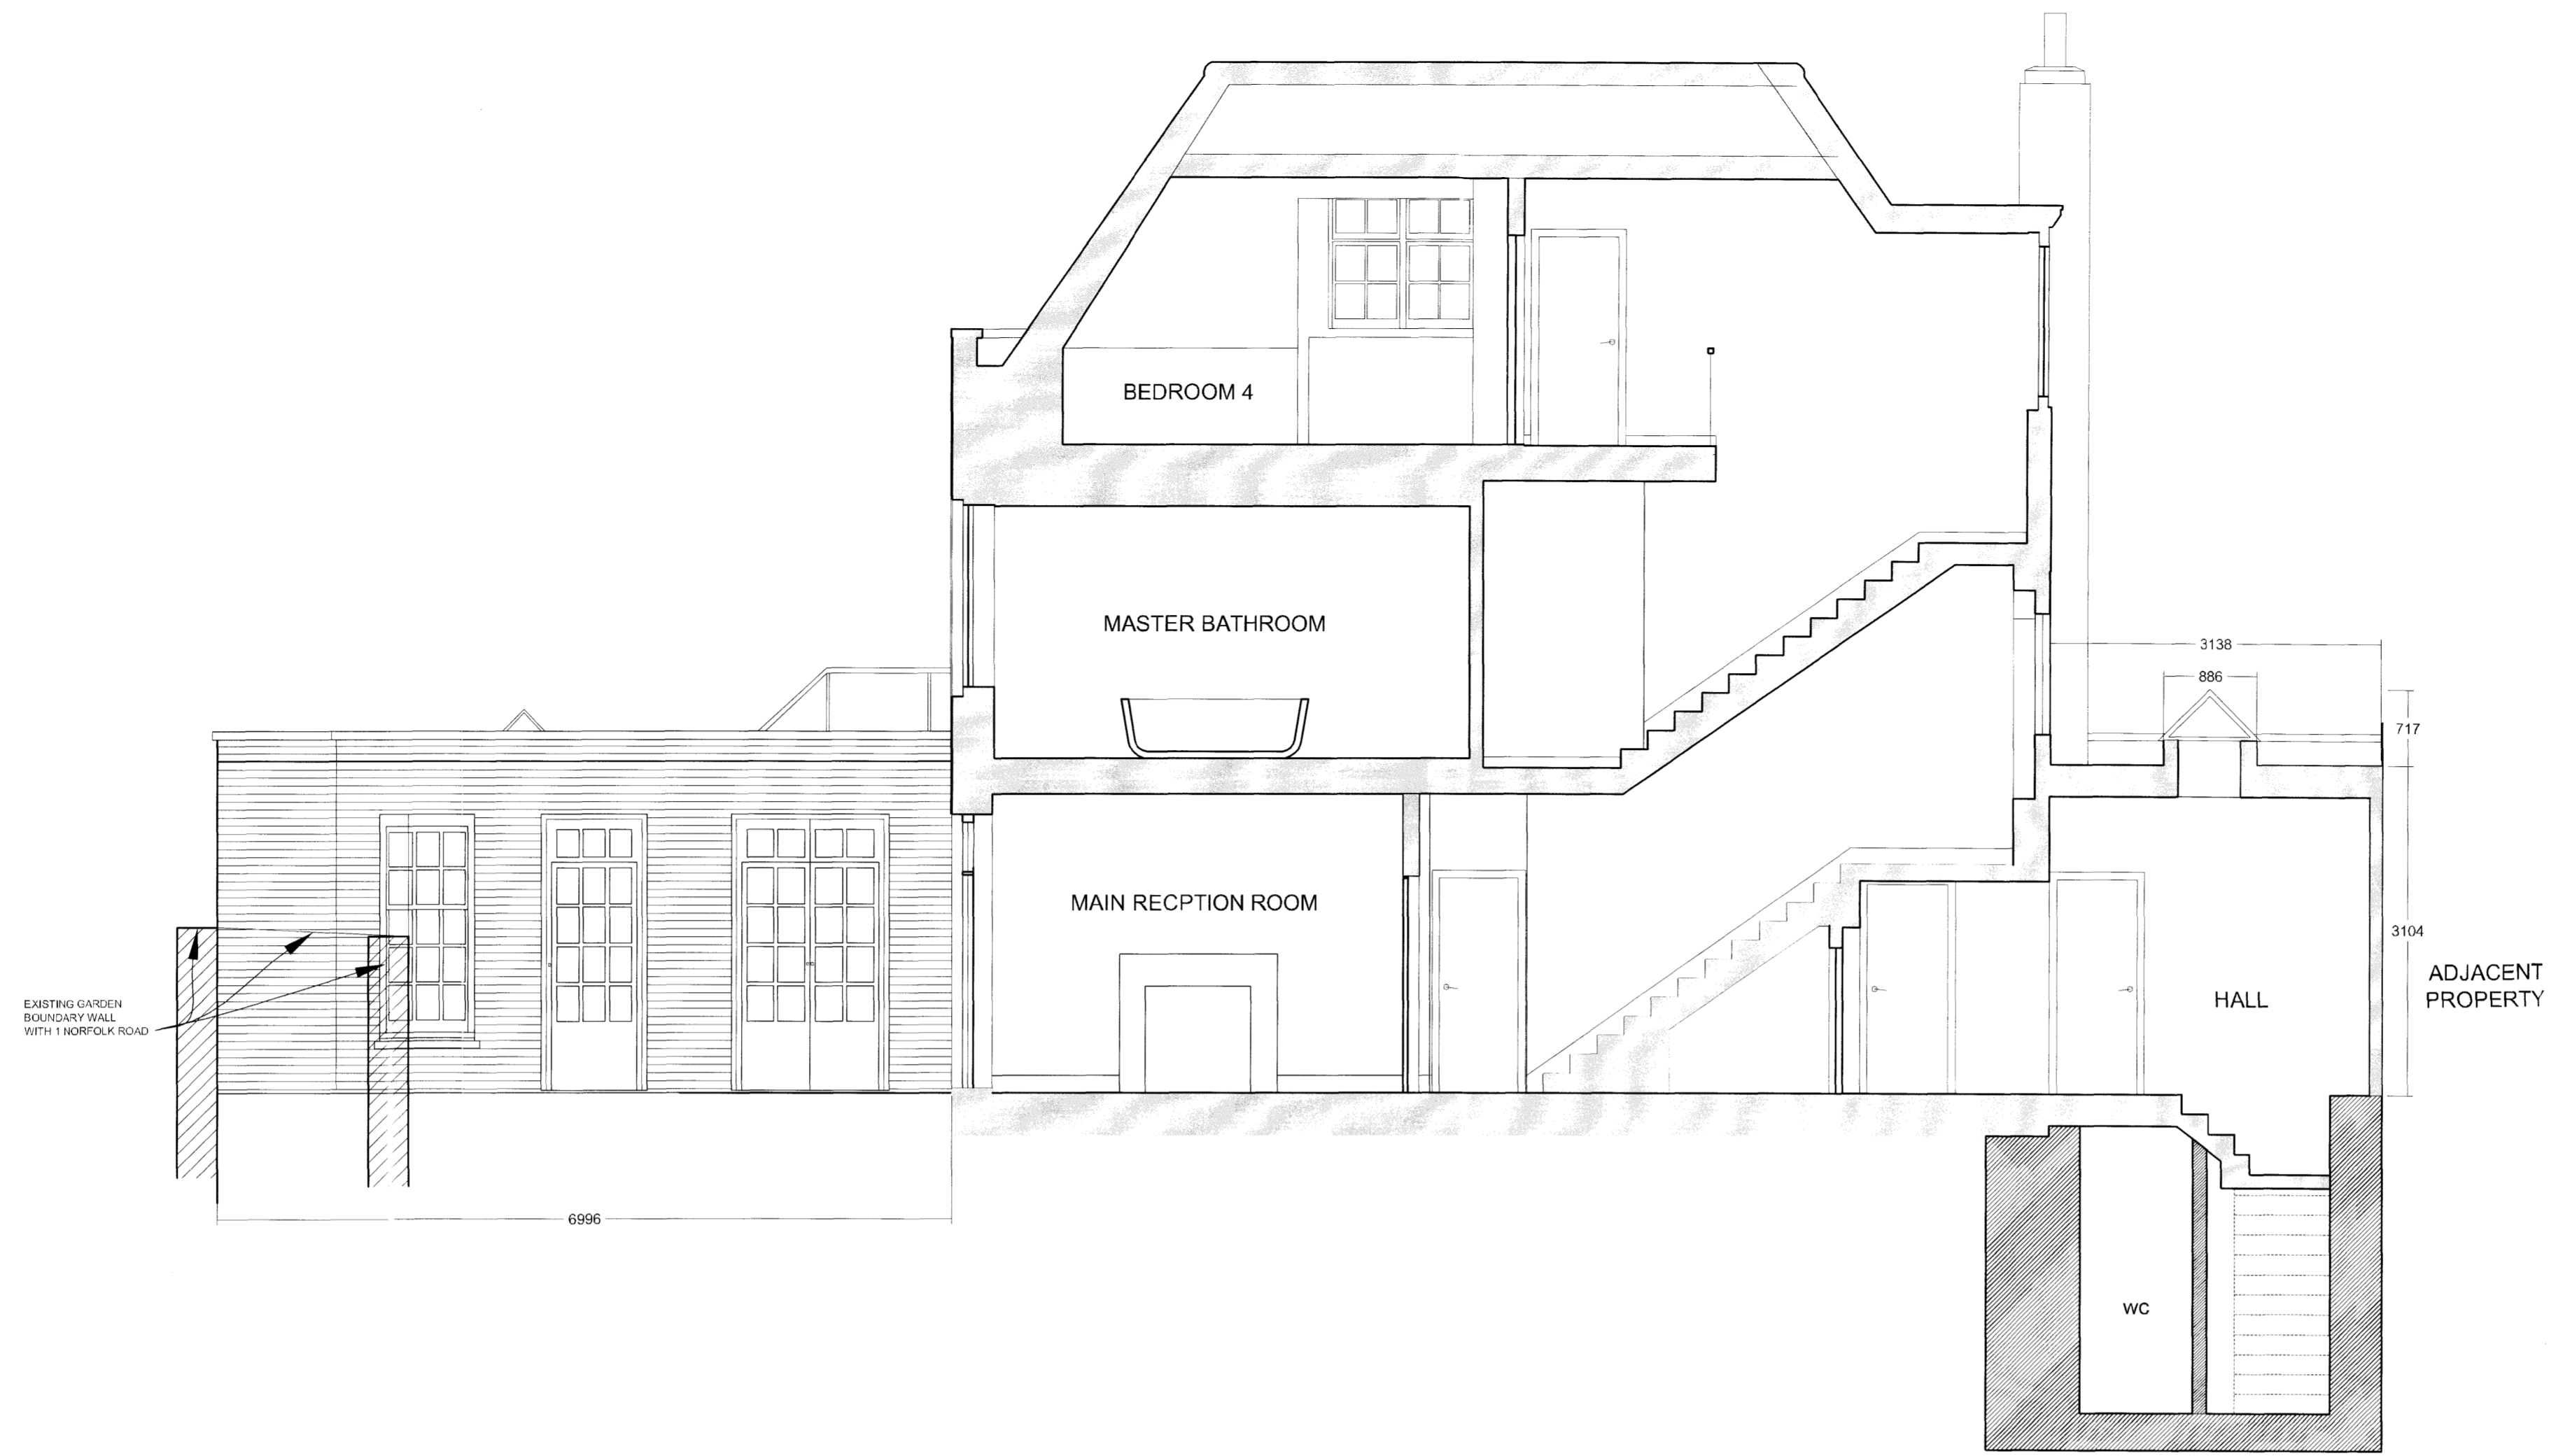 BEDROOM 4
MASTER BATHROOM
3138
886
717
MAIN RECPTION ROOM
3104
HALL
ADJACENT
PROPERTY
EXISTING GARDEN
BOUNDARY WALL
WITH 1 NORFOLK ROAD
6996
WC